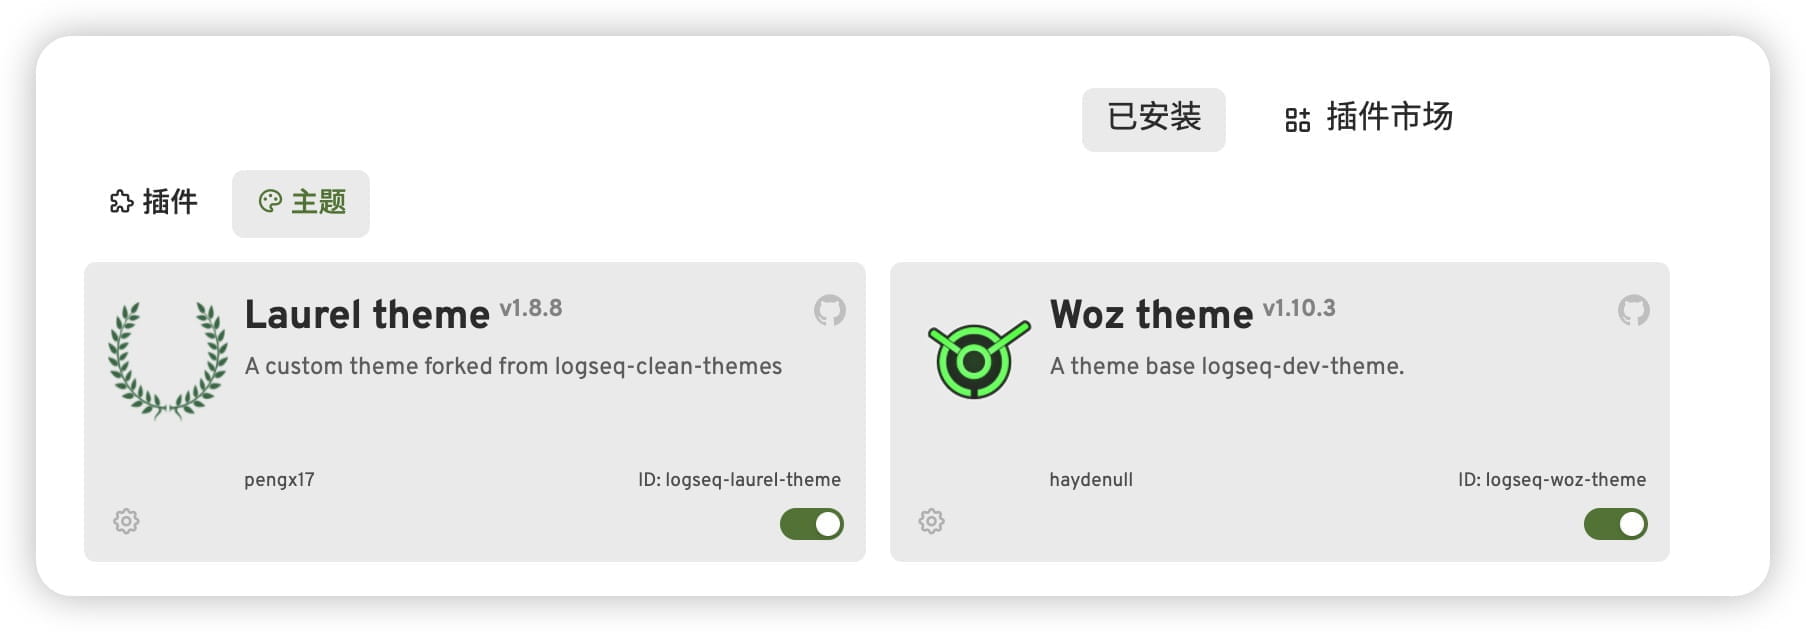 已安装 插件市场
插件 主题
Laurel theme v1.8.8
A custom theme forked from logseq-clean-themes
pengx17 ID: logseq-laurel-theme
Woz theme v1.10.3
A theme base logseq-dev-theme.
haydenull ID: logseq-woz-theme